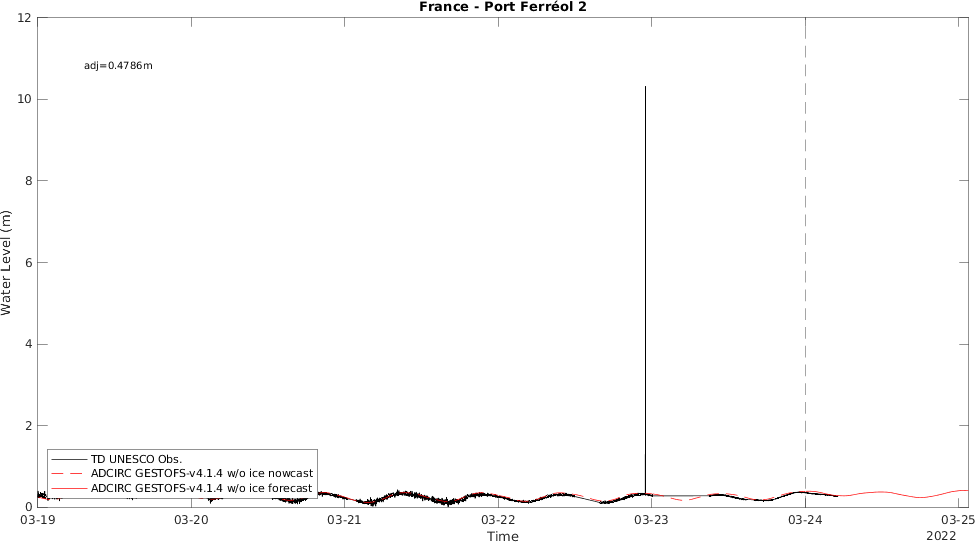 France - Port Ferréol 2
12
adj=0.4786m
10
8
6
4
2
0
Water Level (m)
TD UNESCO Obs.
ADCIRC GESTOFS-v4.1.4 w/o ice nowcast
ADCIRC GESTOFS-v4.1.4 w/o ice forecast
03-19 03-20 03-21 03-22 03-23 03-24 03-25
Time
2022